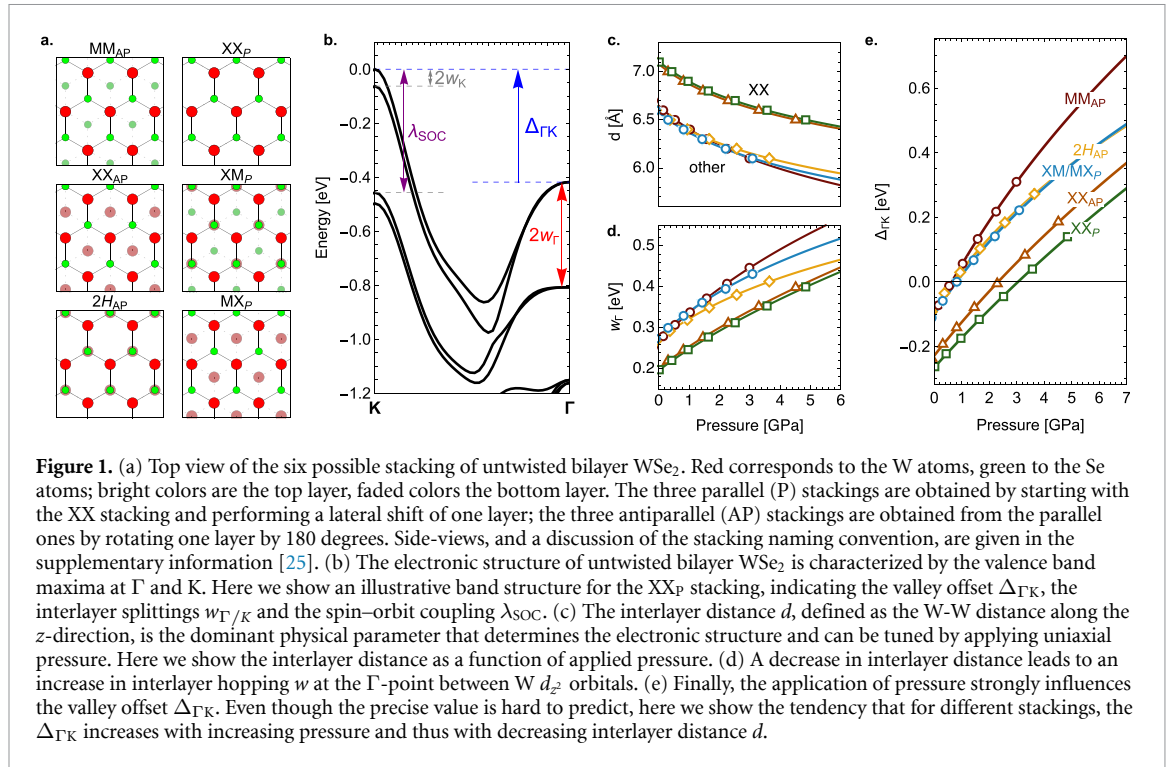 a.
MM_AP
XX_P
XX_AP
XM_P
2H_AP
MX_P
b.
0.0
−0.2
−0.4
−0.6
−0.8
−1.0
−1.2
Energy [eV]
2w_K
λ_SOC
Δ_ΓK
2w_Γ
K
Γ
c.
7.0
6.5
6.0
d [Å]
XX
other
d.
0.5
0.4
0.3
0.2
w_Γ [eV]
0 1 2 3 4 5 6
Pressure [GPa]
e.
0.6
0.4
0.2
0.0
−0.2
Δ_ΓK [eV]
MM_AP
2H_AP
XM/MX_P
XX_AP
XX_P
0 1 2 3 4 5 6 7
Pressure [GPa]
Figure 1. (a) Top view of the six possible stacking of untwisted bilayer WSe₂. Red corresponds to the W atoms, green to the Se
atoms; bright colors are the top layer, faded colors the bottom layer. The three parallel (P) stackings are obtained by starting with
the XX stacking and performing a lateral shift of one layer; the three antiparallel (AP) stackings are obtained from the parallel
ones by rotating one layer by 180 degrees. Side-views, and a discussion of the stacking naming convention, are given in the
supplementary information [25]. (b) The electronic structure of untwisted bilayer WSe₂ is characterized by the valence band
maxima at Γ and K. Here we show an illustrative band structure for the XX_P stacking, indicating the valley offset Δ_ΓK, the
interlayer splittings w_Γ/K and the spin–orbit coupling λ_SOC. (c) The interlayer distance d, defined as the W-W distance along the
z-direction, is the dominant physical parameter that determines the electronic structure and can be tuned by applying uniaxial
pressure. Here we show the interlayer distance as a function of applied pressure. (d) A decrease in interlayer distance leads to an
increase in interlayer hopping w at the Γ-point between W d_z² orbitals. (e) Finally, the application of pressure strongly influences
the valley offset Δ_ΓK. Even though the precise value is hard to predict, here we show the tendency that for different stackings, the
Δ_ΓK increases with increasing pressure and thus with decreasing interlayer distance d.